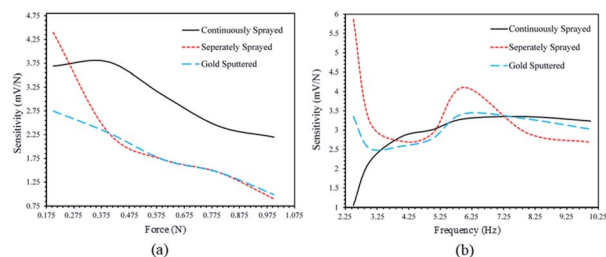 4.75
4.25
3.75
3.25
2.75
2.25
1.75
1.25
0.75
Sensitivity (mV/N)
Continuously Sprayed
Seperately Sprayed
Gold Sputtered
0.175 0.275 0.375 0.475 0.575 0.675 0.775 0.875 0.975 1.075
Force (N)
(a)
6
5.5
5
4.5
4
3.5
3
2.5
2
1.5
1
Sensitivity (mV/N)
Continuously Sprayed
Seperately Sprayed
Gold Sputtered
2.25 3.25 4.25 5.25 6.25 7.25 8.25 9.25 10.25
Frequency (Hz)
(b)